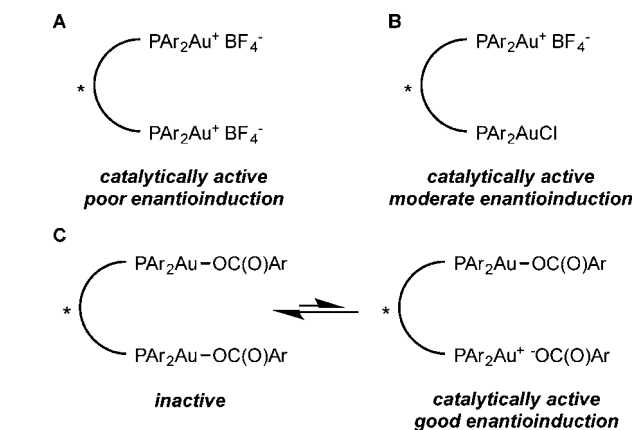 A
B
PAr₂Au⁺ BF₄⁻
PAr₂Au⁺ BF₄⁻
*
*
PAr₂Au⁺ BF₄⁻
PAr₂AuCl
catalytically active
poor enantioinduction
catalytically active
moderate enantioinduction
C
PAr₂Au–OC(O)Ar
PAr₂Au–OC(O)Ar
*
*
PAr₂Au–OC(O)Ar
PAr₂Au⁺ ⁻OC(O)Ar
inactive
catalytically active
good enantioinduction